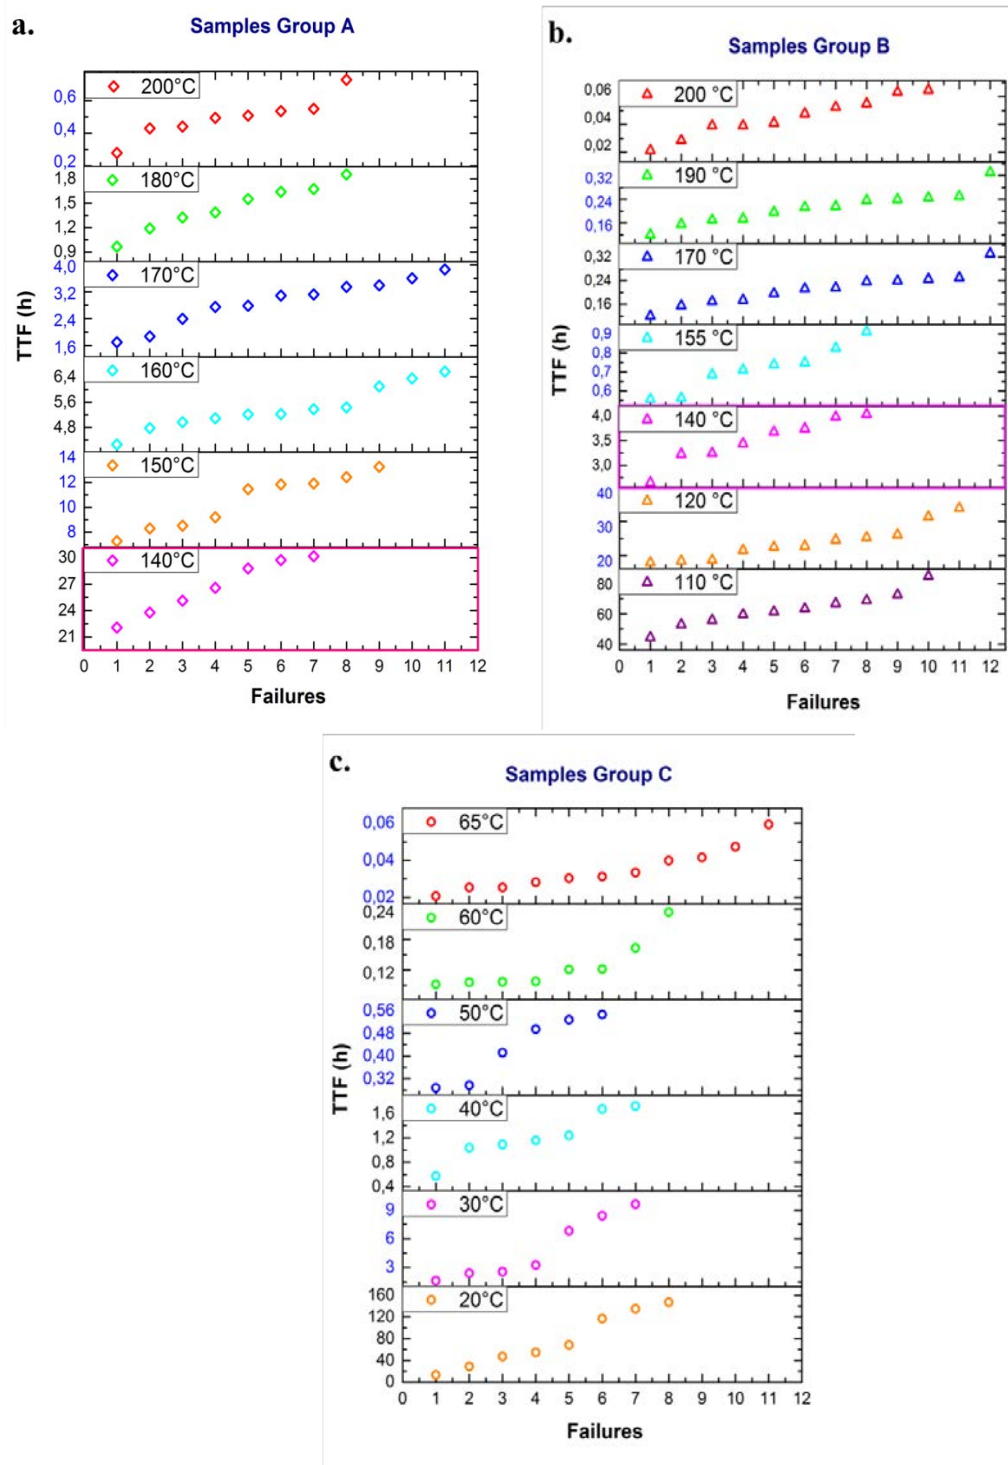 a.
Samples Group A
200°C
0,6
0,4
0,2
180°C
1,8
1,5
1,2
0,9
170°C
4,0
3,2
2,4
1,6
160°C
6,4
5,6
4,8
150°C
14
12
10
8
140°C
30
27
24
21
TTF (h)
0 1 2 3 4 5 6 7 8 9 10 11 12
Failures
b.
Samples Group B
200 °C
0,06
0,04
0,02
190 °C
0,32
0,24
0,16
170 °C
0,32
0,24
0,16
155 °C
0,9
0,8
0,7
0,6
140 °C
4,0
3,5
3,0
120 °C
40
30
20
110 °C
80
60
40
TTF (h)
0 1 2 3 4 5 6 7 8 9 10 11 12
Failures
c.
Samples Group C
65°C
0,06
0,04
0,02
60°C
0,24
0,18
0,12
50°C
0,56
0,48
0,40
0,32
40°C
1,6
1,2
0,8
0,4
30°C
9
6
3
20°C
160
120
80
40
0
TTF (h)
0 1 2 3 4 5 6 7 8 9 10 11 12
Failures